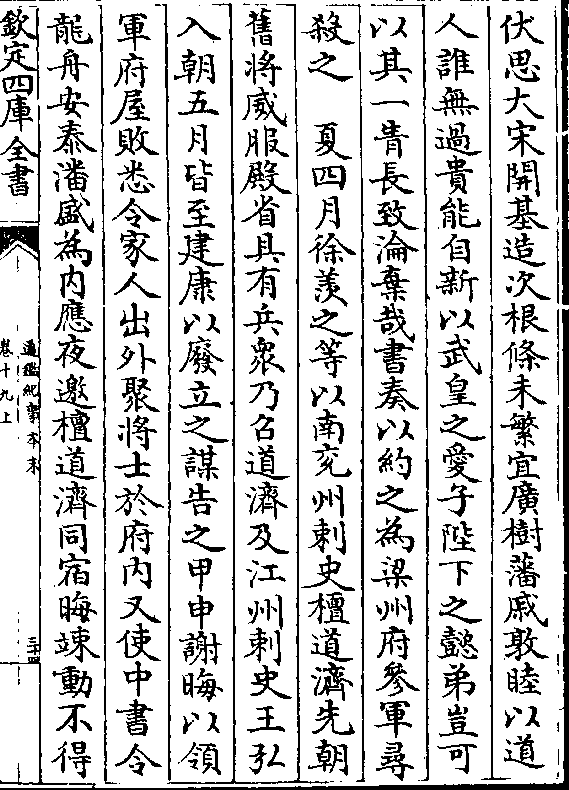 伏思大宋開基造次根條未繁宜廣樹藩戚敦睦以道
人誰無過貴能自新以武皇之愛子陛下之懿弟豈可
以其一眚長致淪棄哉書奏以約之為梁州府參軍尋
殺之　夏四月徐羨之等以南兖州刺史檀道濟先朝
舊將威服殿省具有兵衆乃召道濟及江州刺史王弘
入朝五月皆至建康以廢立之謀告之甲申謝晦以領
軍府屋敗悉令家人出外聚將士於府内又使中書令
龍舟安泰潘盛為内應夜邀檀道濟同宿晦竦動不得
欽定四庫全書
通鑑紀事本末
卷十九上
三十四